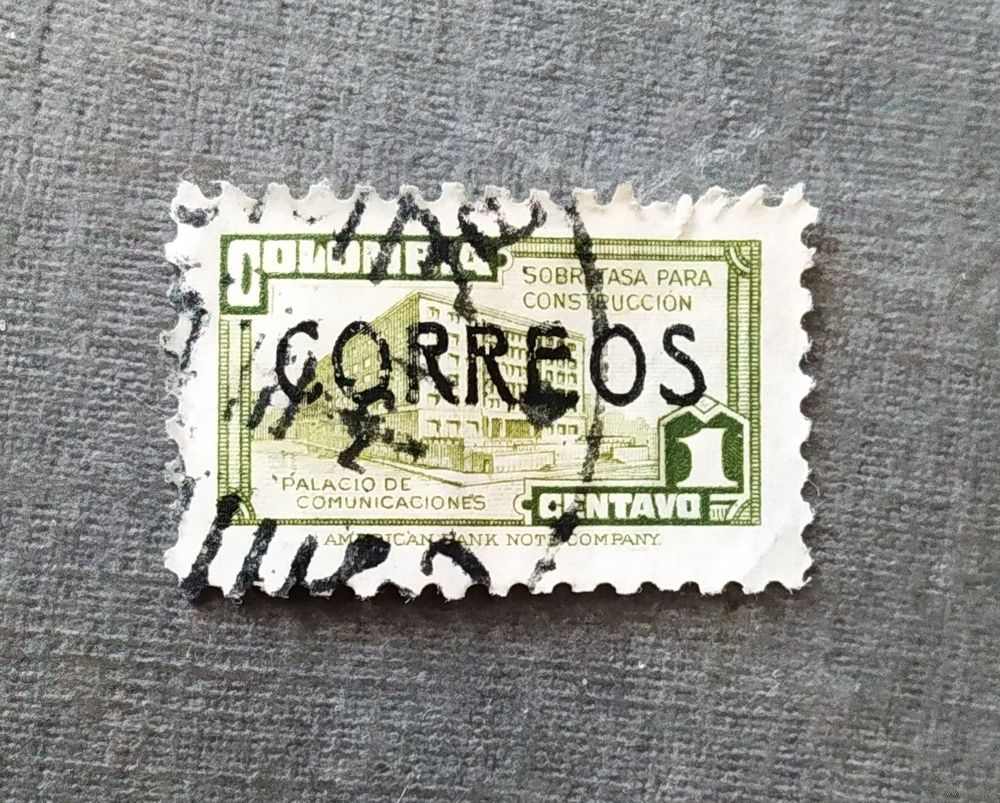 COLOMBIA
SOBRETASA PARA
CONSTRUCCIÓN
CORREOS
1
PALACIO DE
COMUNICACIONES
CENTAVO
AMERICAN BANK NOTE COMPANY.